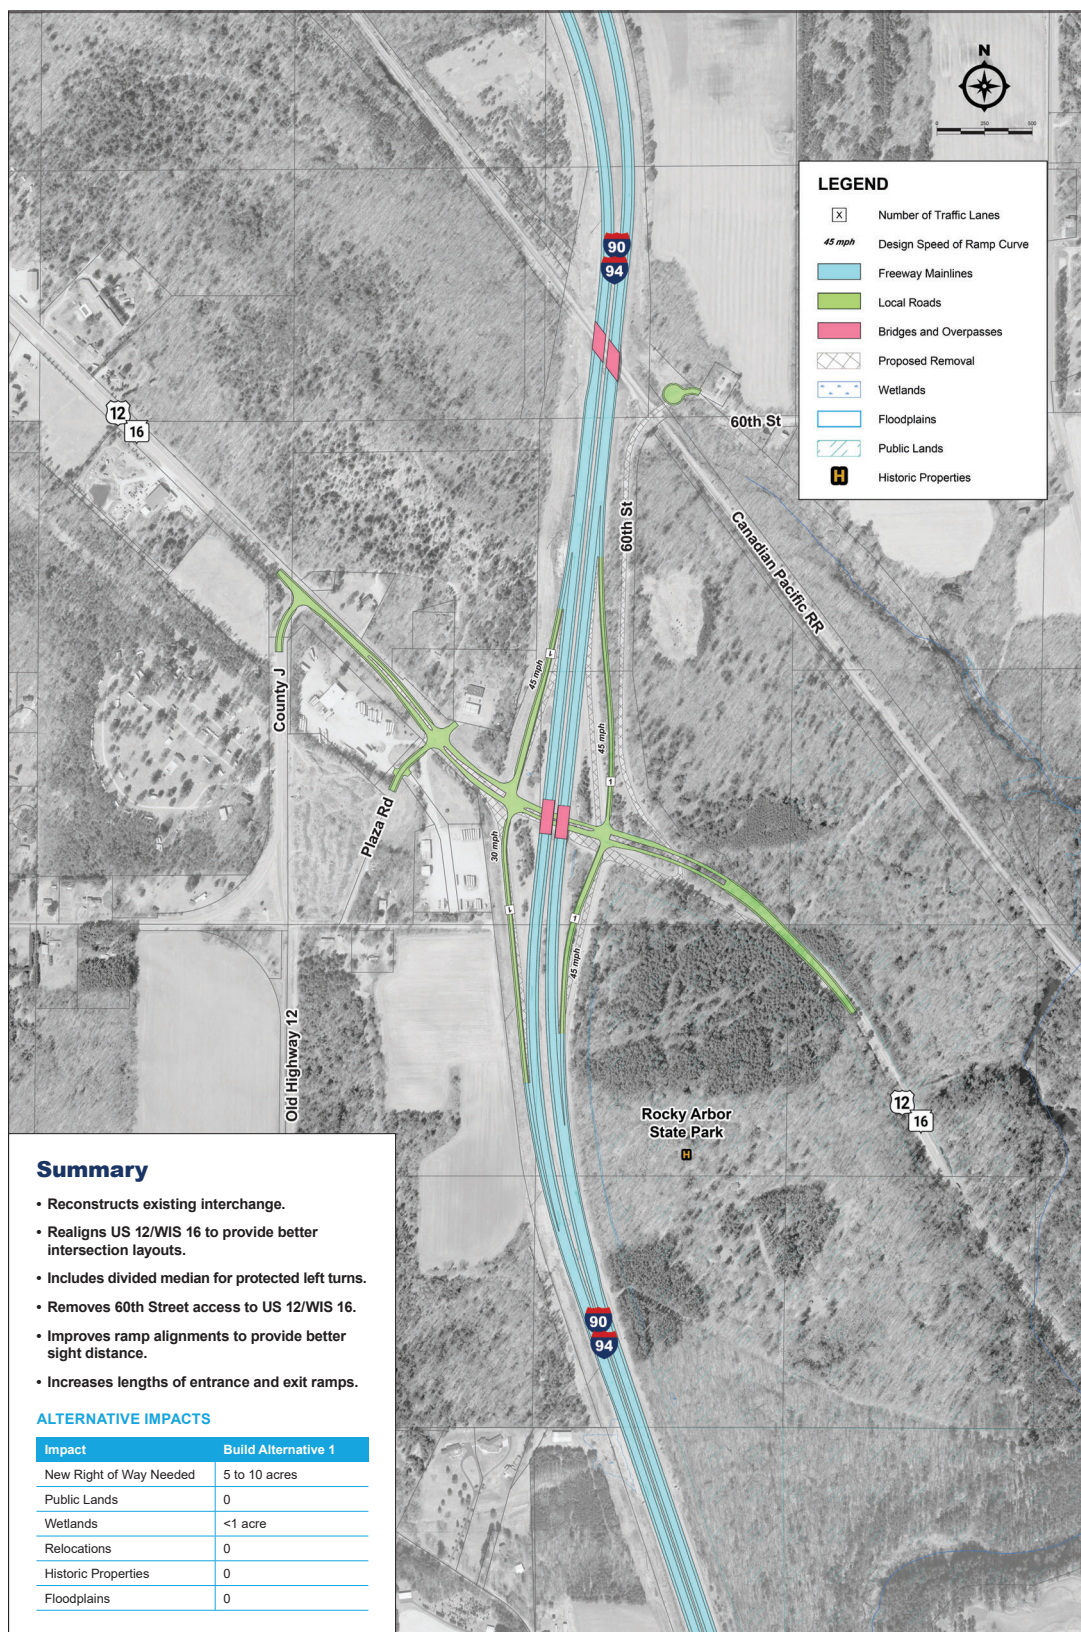 N
0 250 500
LEGEND
X Number of Traffic Lanes
45 mph Design Speed of Ramp Curve
Freeway Mainlines
Local Roads
Bridges and Overpasses
Proposed Removal
Wetlands
Floodplains
Public Lands
H Historic Properties
90
94
12
16
60th St
60th St
Canadian Pacific RR
County J
45 mph
1
45 mph
1
Plaza Rd
30 mph
1
1
45 mph
Old Highway 12
12
16
Rocky Arbor
State Park
H
90
94
Summary
• Reconstructs existing interchange.
• Realigns US 12/WIS 16 to provide better
intersection layouts.
• Includes divided median for protected left turns.
• Removes 60th Street access to US 12/WIS 16.
• Improves ramp alignments to provide better
sight distance.
• Increases lengths of entrance and exit ramps.
ALTERNATIVE IMPACTS
Impact Build Alternative 1
New Right of Way Needed 5 to 10 acres
Public Lands 0
Wetlands <1 acre
Relocations 0
Historic Properties 0
Floodplains 0